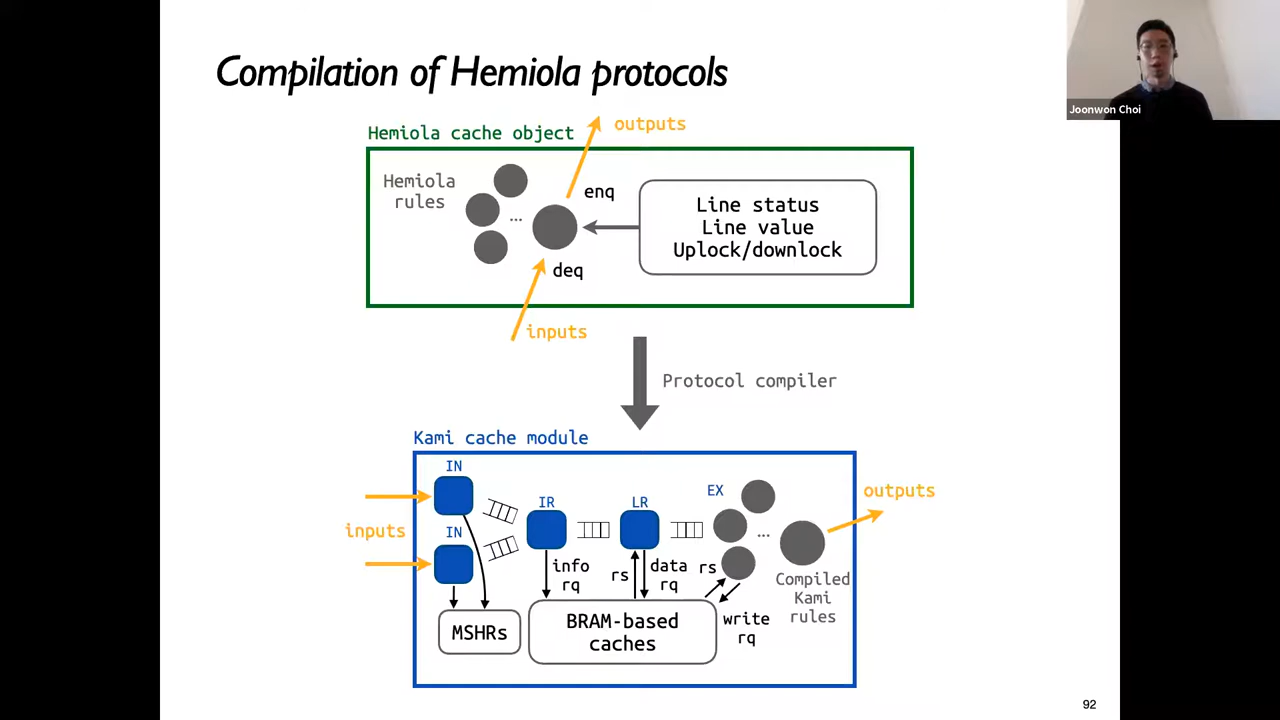 Compilation of Hemiola protocols
Joonwon Choi
Hemiola cache object
outputs
Hemiola
rules
...
enq
deq
inputs
Line status
Line value
Uplock/downlock
Protocol compiler
Kami cache module
IN
IN
inputs
IR
LR
EX
...
outputs
info
rq
rs
data
rq
rs
write
rq
Compiled
Kami
rules
MSHRs
BRAM-based
caches
92